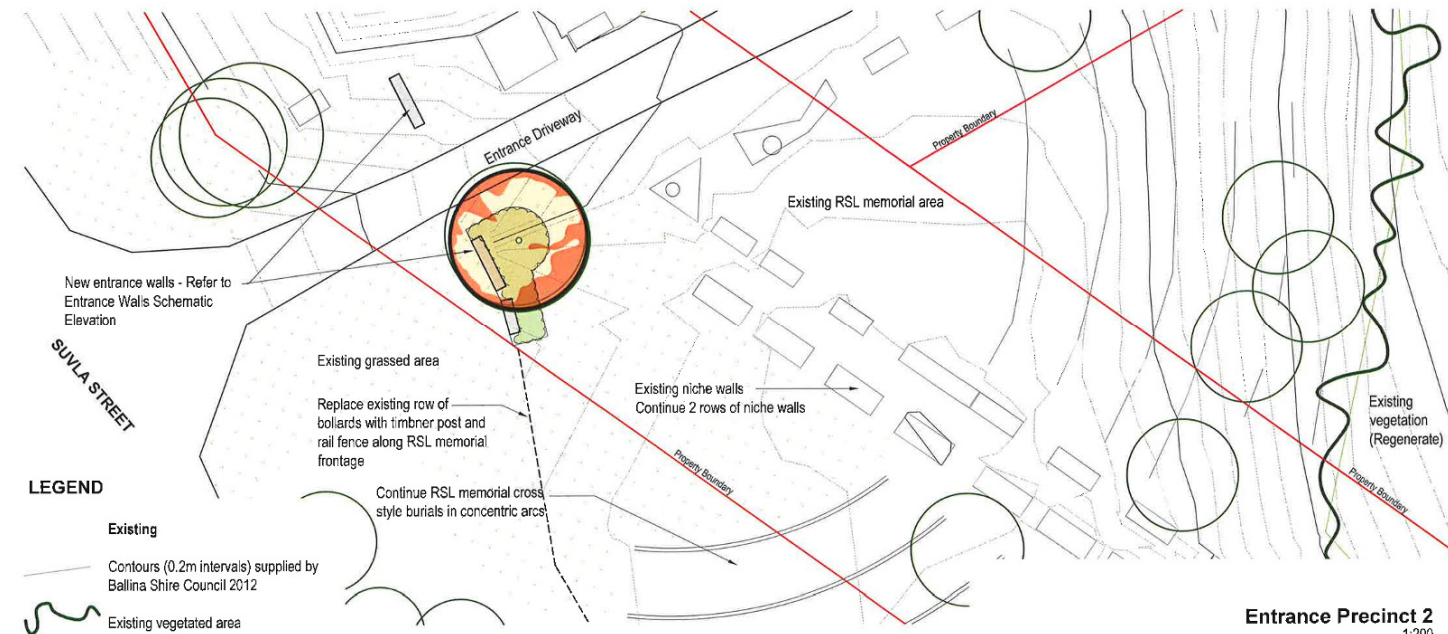 Entrance Driveway
Property Boundary
Existing RSL memorial area
New entrance walls - Refer to
Entrance Walls Schematic
Elevation
SUVLA STREET
Existing grassed area
Replace existing row of
bollards with timbner post and
rail fence along RSL memorial
frontage
Existing niche walls
Continue 2 rows of niche walls
Existing
vegetation
(Regenerate)
Property Boundary
Property Boundary
Continue RSL memorial cross
style burials in concentric arcs
LEGEND
Existing
Contours (0.2m intervals) supplied by
Ballina Shire Council 2012
Existing vegetated area
Entrance Precinct 2
1:200